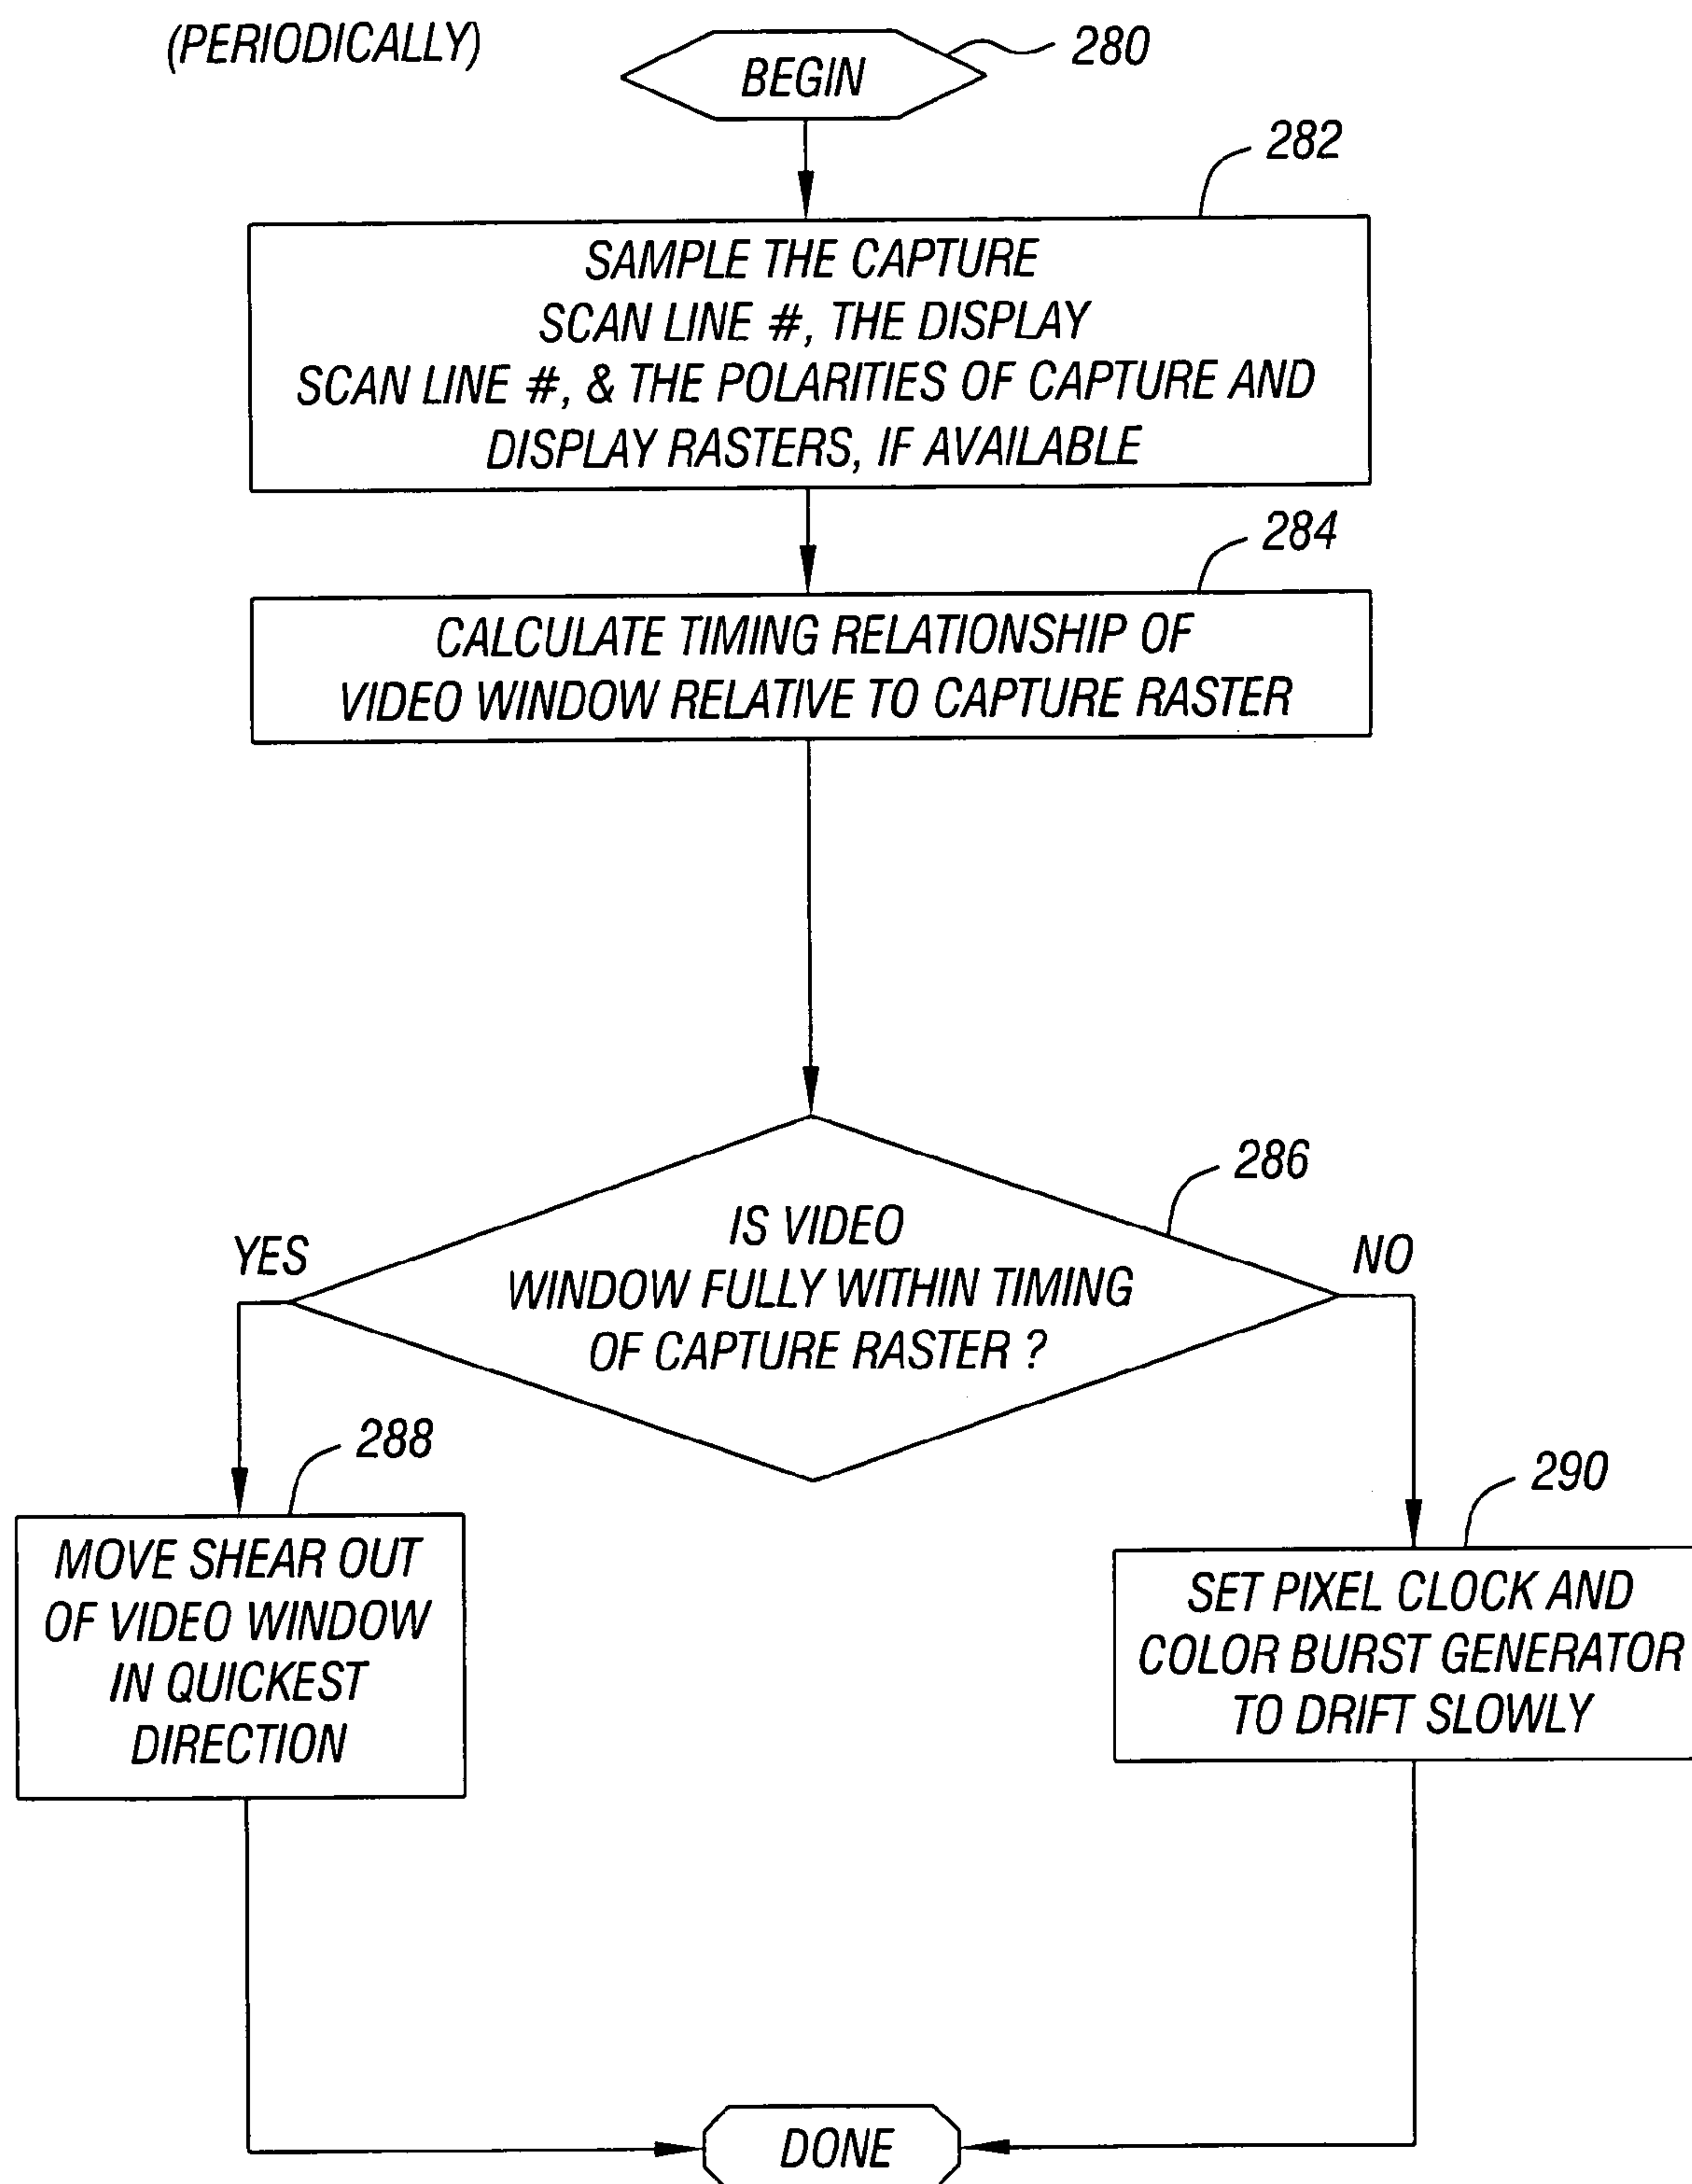 (PERIODICALLY)
BEGIN
280
282
SAMPLE THE CAPTURE
SCAN LINE #, THE DISPLAY
SCAN LINE #, & THE POLARITIES OF CAPTURE AND
DISPLAY RASTERS, IF AVAILABLE
284
CALCULATE TIMING RELATIONSHIP OF
VIDEO WINDOW RELATIVE TO CAPTURE RASTER
286
IS VIDEO
WINDOW FULLY WITHIN TIMING
OF CAPTURE RASTER ?
YES
NO
288
MOVE SHEAR OUT
OF VIDEO WINDOW
IN QUICKEST
DIRECTION
290
SET PIXEL CLOCK AND
COLOR BURST GENERATOR
TO DRIFT SLOWLY
DONE